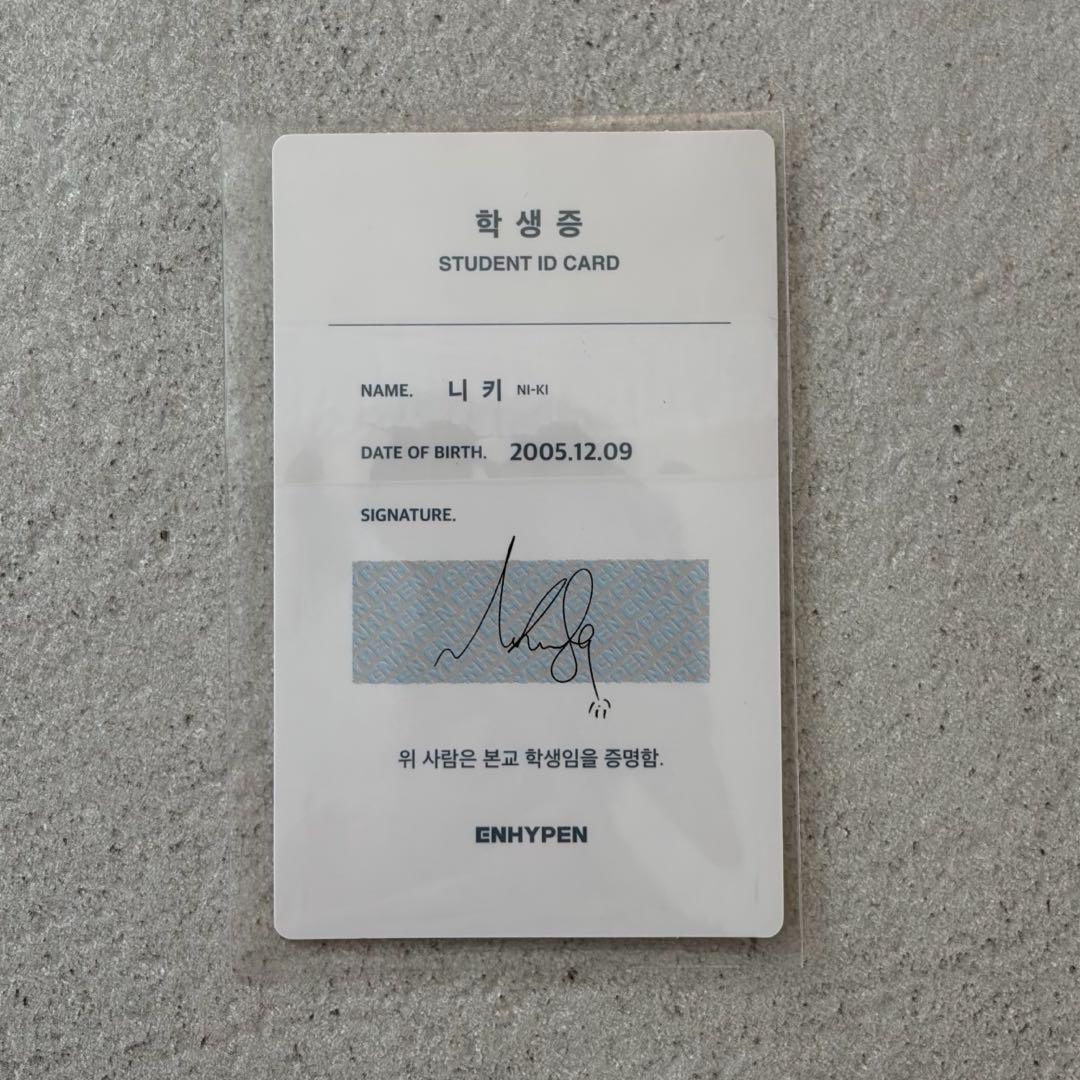 학생증
STUDENT ID CARD
NAME. 니키 NI-KI
DATE OF BIRTH. 2005.12.09
SIGNATURE.
위 사람은 본교 학생임을 증명함.
ENHYPEN